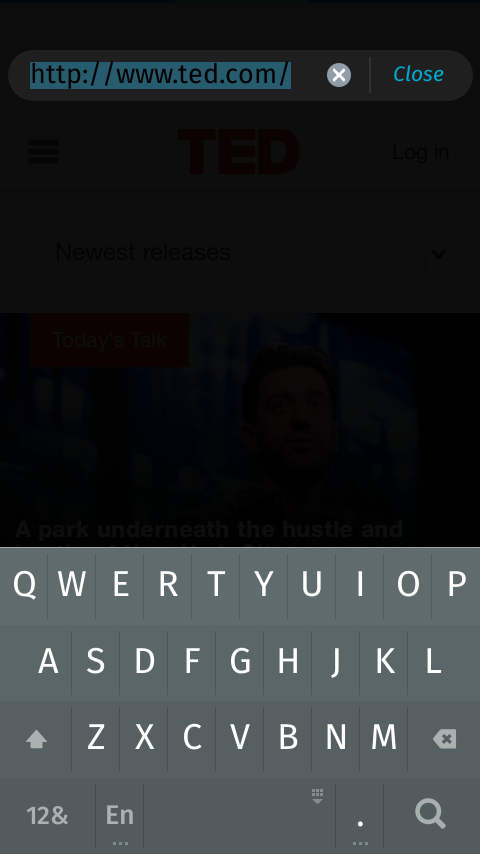 http://www.ted.com/
Close
TED
Log in
Newest releases
Today's Talk
A park underneath the hustle and
Q W E R T Y U I O P
A S D F G H J K L
Z X C V B N M
12& En .